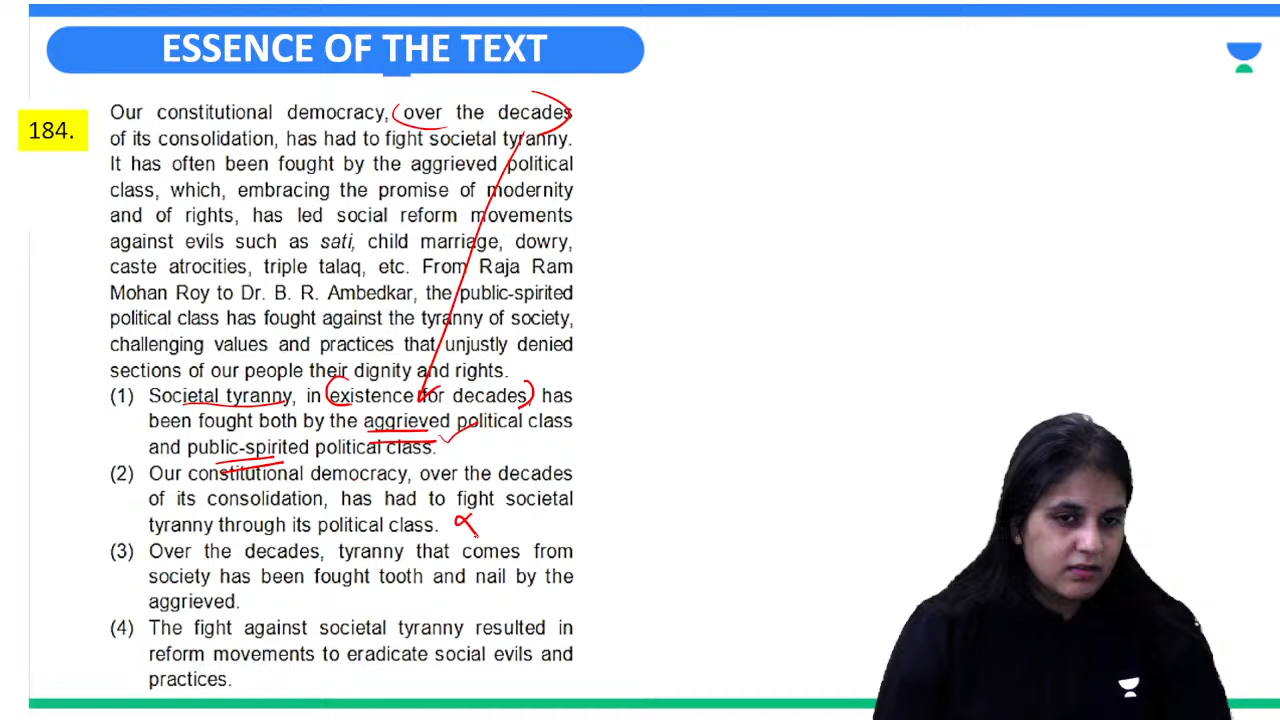 ESSENCE OF THE TEXT
184.
Our constitutional democracy, over the decades
of its consolidation, has had to fight societal tyranny.
It has often been fought by the aggrieved political
class, which, embracing the promise of modernity
and of rights, has led social reform movements
against evils such as sati, child marriage, dowry,
caste atrocities, triple talaq, etc. From Raja Ram
Mohan Roy to Dr. B. R. Ambedkar, the public-spirited
political class has fought against the tyranny of society,
challenging values and practices that unjustly denied
sections of our people their dignity and rights.
(1) Societal tyranny, in existence for decades, has
been fought both by the aggrieved political class
and public-spirited political class.
(2) Our constitutional democracy, over the decades
of its consolidation, has had to fight societal
tyranny through its political class.
(3) Over the decades, tyranny that comes from
society has been fought tooth and nail by the
aggrieved.
(4) The fight against societal tyranny resulted in
reform movements to eradicate social evils and
practices.